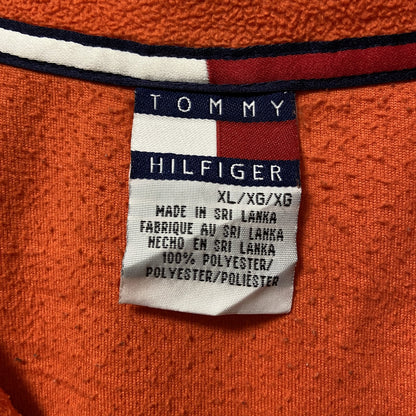 TOMMY
HILFIGER
XL/XG/XG
MADE IN SRI LANKA
FABRIQUE AU SRI LANKA
HECHO EN SRI LANKA
100% POLYESTER/
POLYESTER/POLIÉSTER